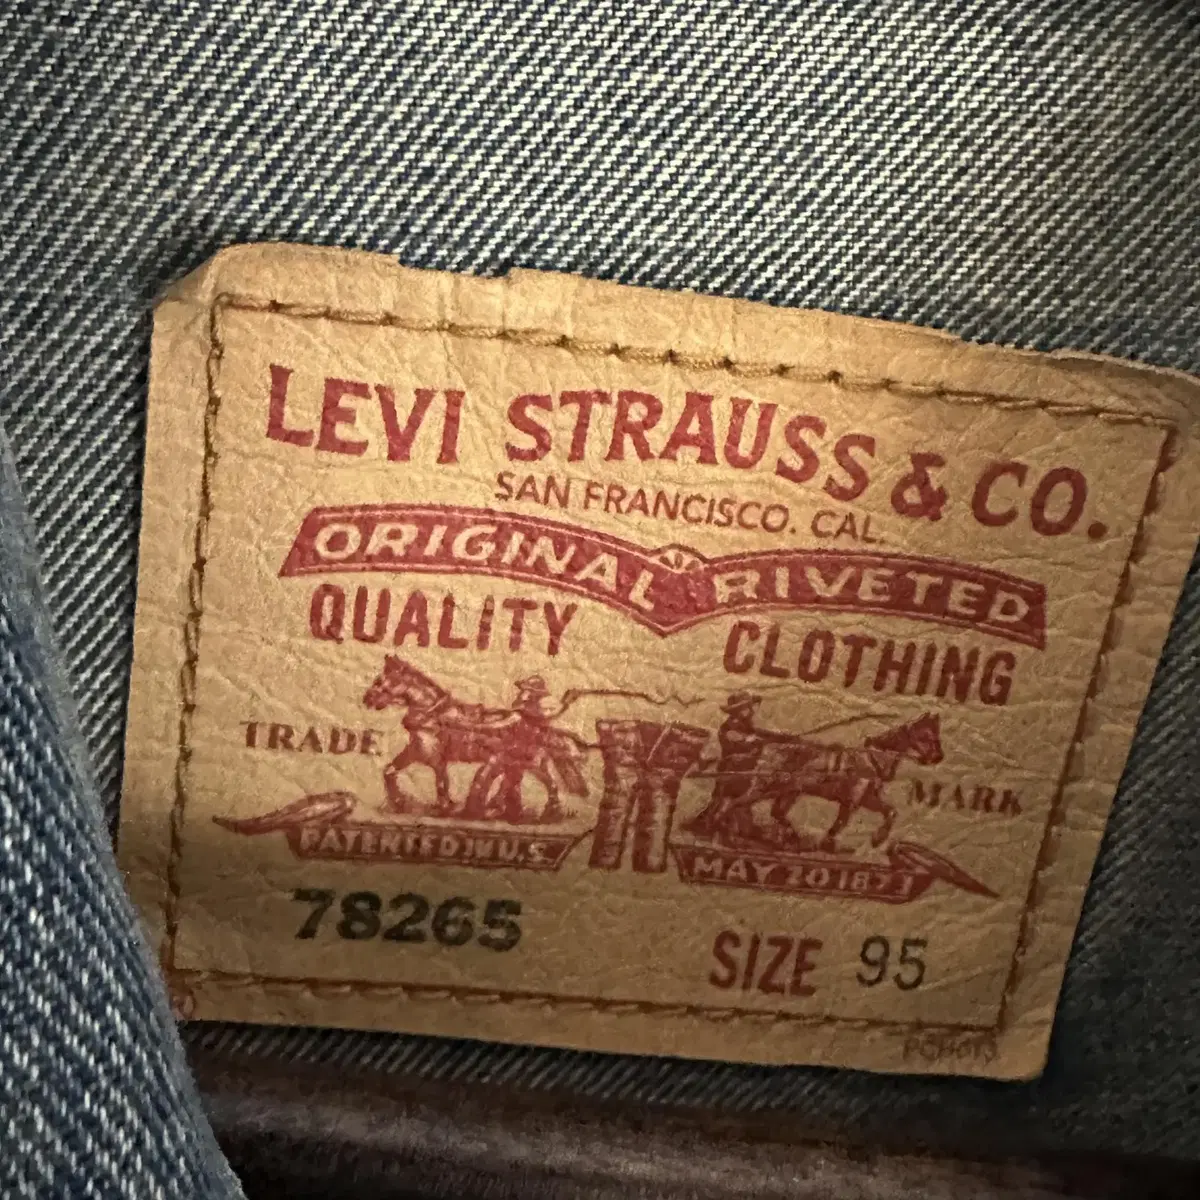 LEVI STRAUSS & CO.
SAN FRANCISCO. CAL.
ORIGINAL RIVETED
QUALITY CLOTHING
TRADE MARK
PATENTED IN U.S. MAY 20 1873
78265 SIZE 95